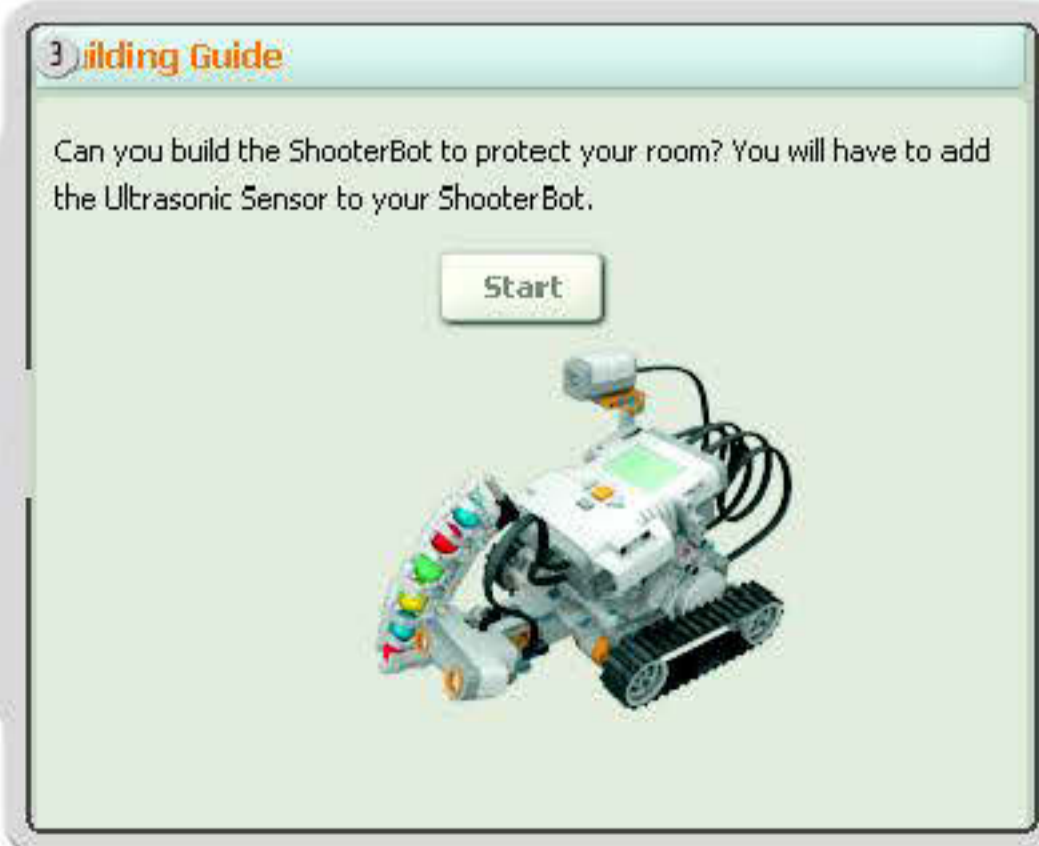 3 ilding Guide
Can you build the ShooterBot to protect your room? You will have to add
the Ultrasonic Sensor to your ShooterBot.
Start